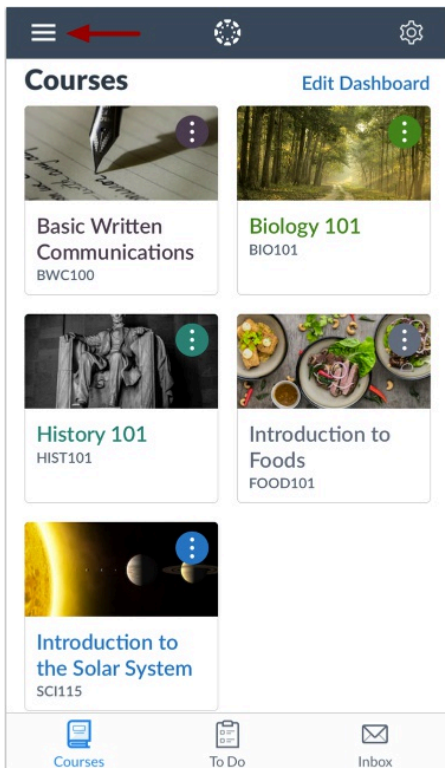 Courses
Edit Dashboard
Basic Written
Communications
BWC100
Biology 101
BIO101
History 101
HIST101
Introduction to
Foods
FOOD101
Introduction to
the Solar System
SCI115
Courses
To Do
Inbox